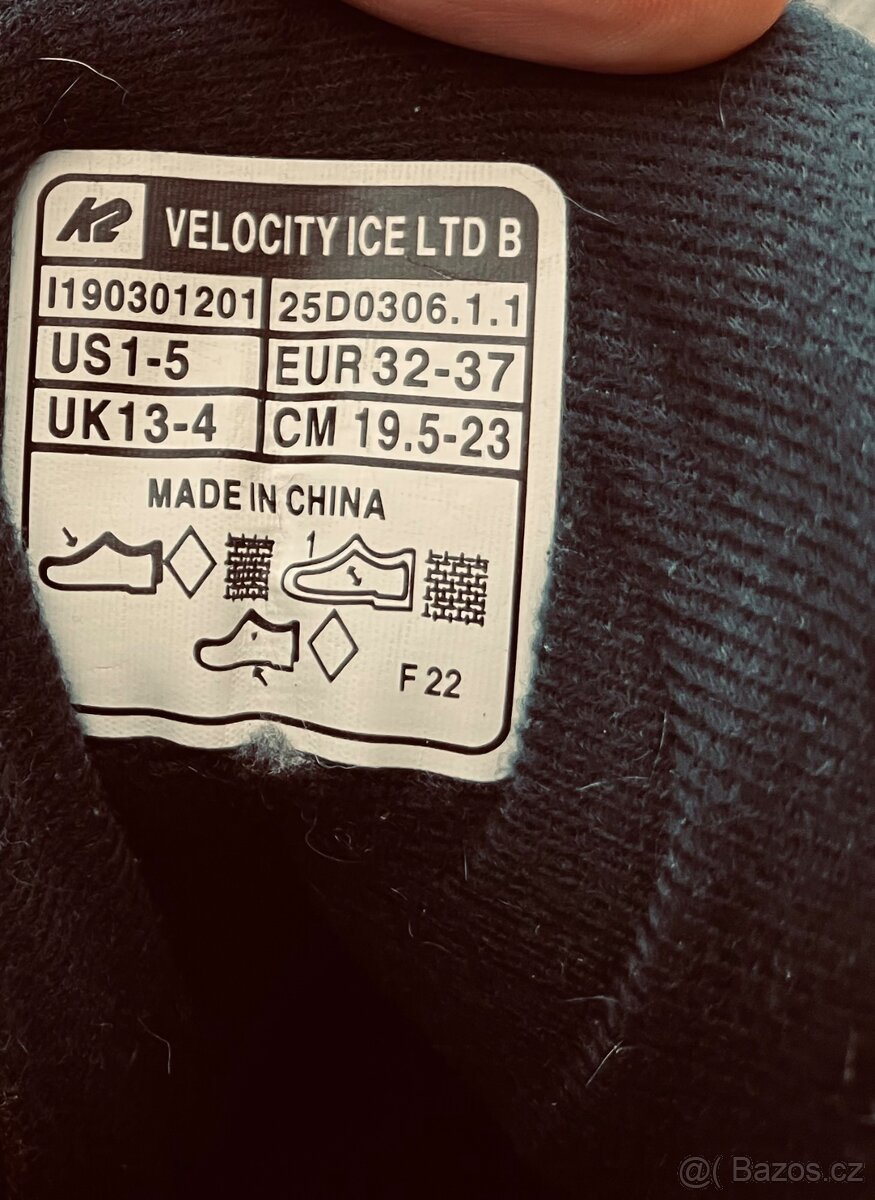 K2 VELOCITY ICE LTD B
I190301201 25D0306.1.1
US1-5 EUR 32-37
UK13-4 CM 19.5-23
MADE IN CHINA
1
F 22
@( Bazos.cz